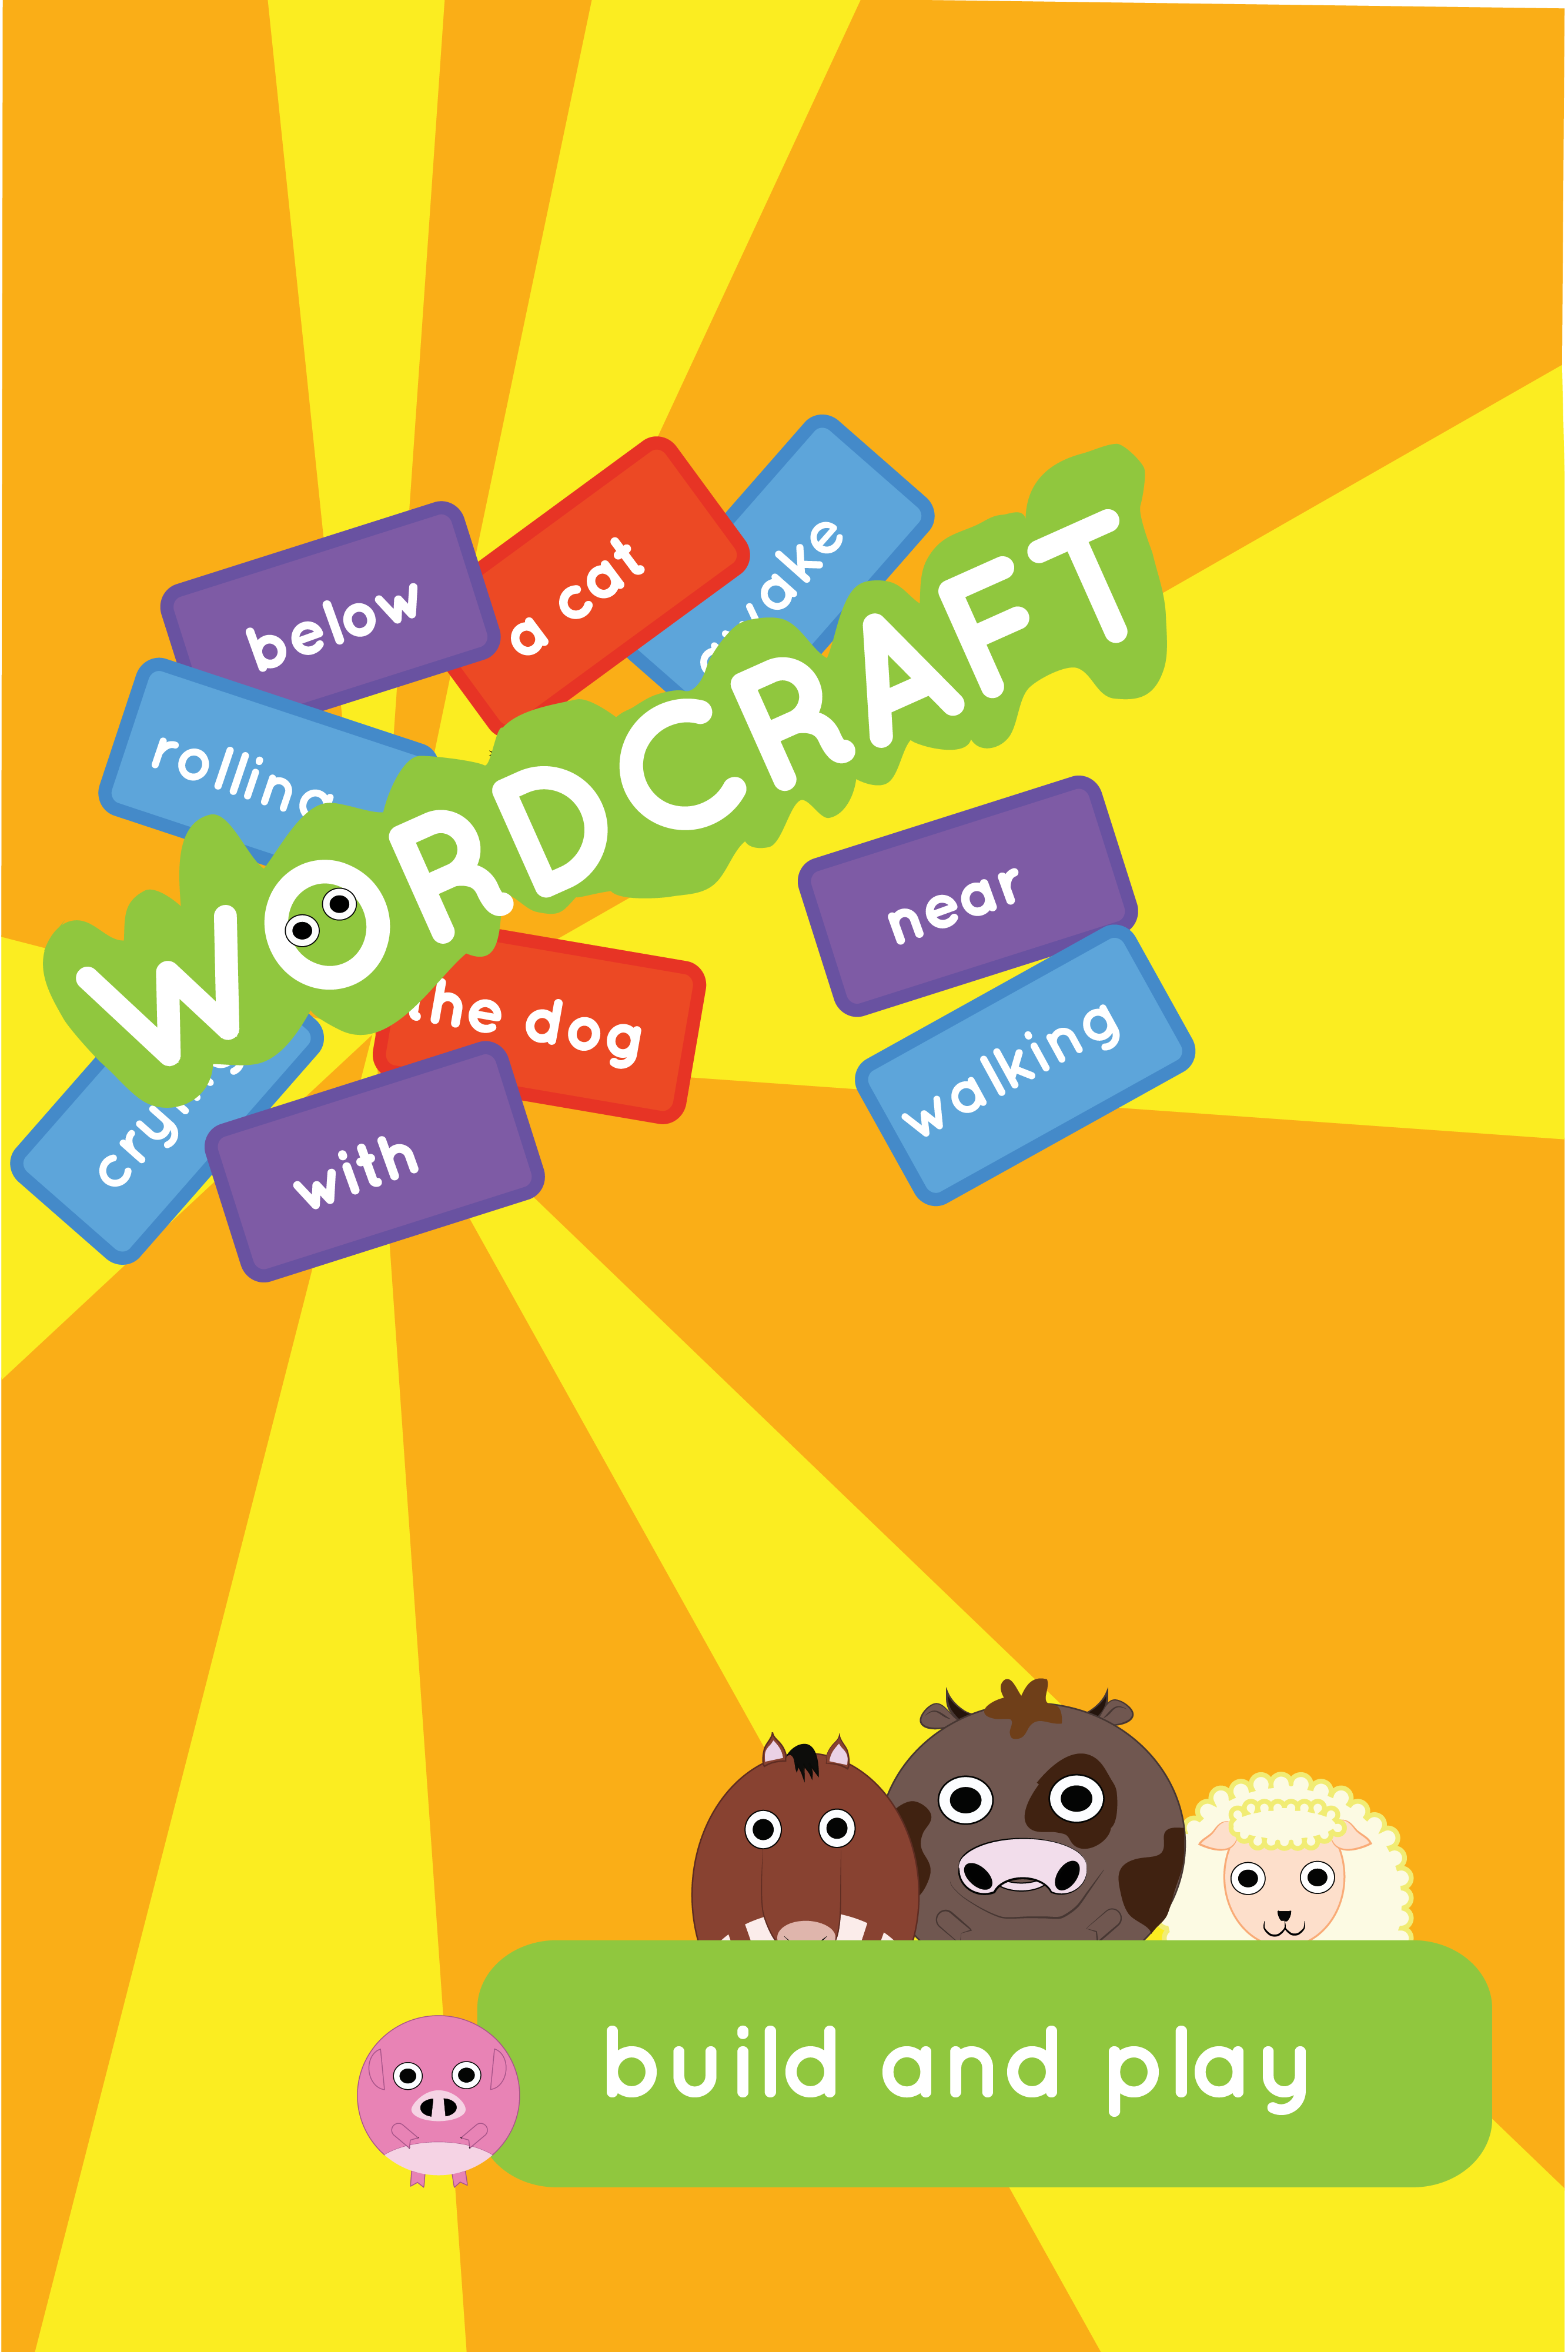 below
a cat
rolling
WORDCRAFT
near
the dog
walking
with
build and play